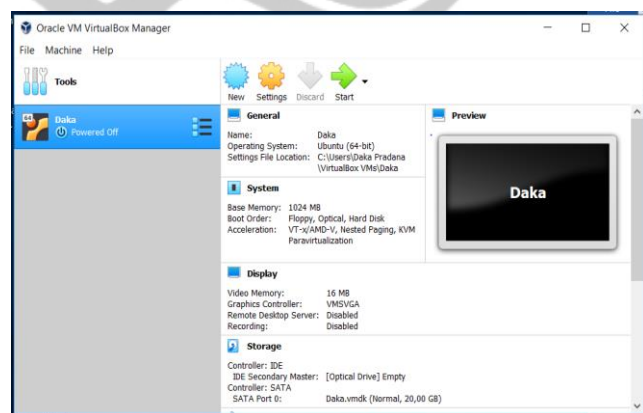 Oracle VM VirtualBox Manager
File Machine Help
Tools
New Settings Discard Start
64
Daka
Powered Off
General
Name: Daka
Operating System: Ubuntu (64-bit)
Settings File Location: C:\Users\Daka Pradana
\VirtualBox VMs\Daka
System
Base Memory: 1024 MB
Boot Order: Floppy, Optical, Hard Disk
Acceleration: VT-x/AMD-V, Nested Paging, KVM
Paravirtualization
Preview
Daka
Display
Video Memory: 16 MB
Graphics Controller: VMSVGA
Remote Desktop Server: Disabled
Recording: Disabled
Storage
Controller: IDE
IDE Secondary Master: [Optical Drive] Empty
Controller: SATA
SATA Port 0: Daka.vmdk (Normal, 20,00 GB)